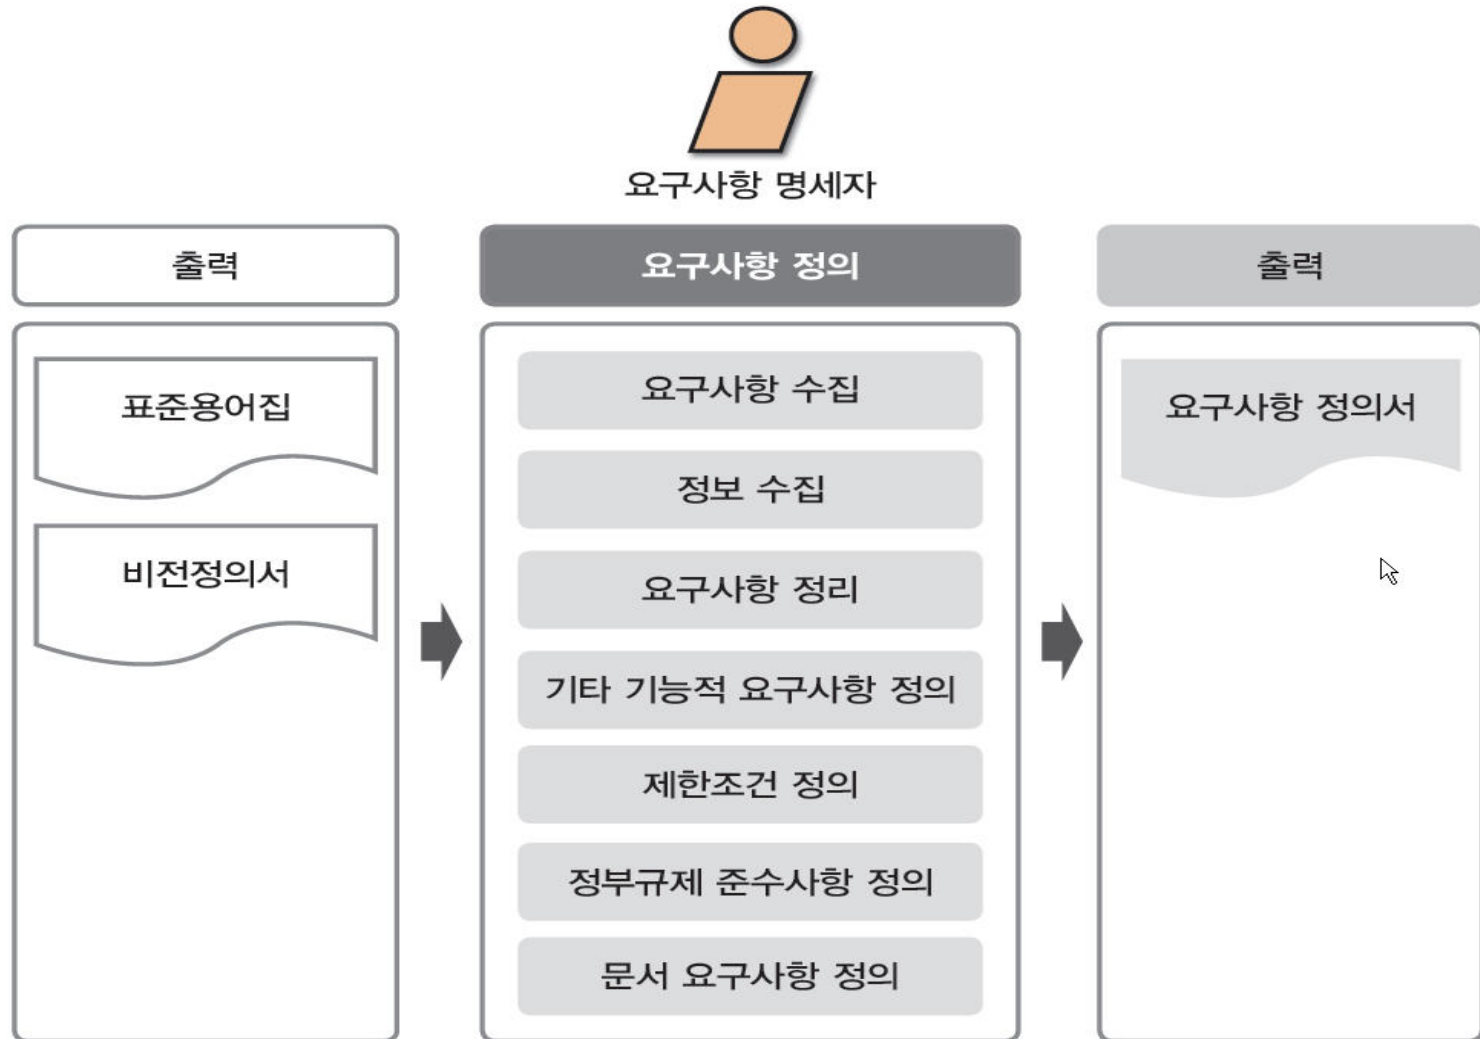 요구사항 명세자
출력
표준용어집
비전정의서
요구사항 정의
요구사항 수집
정보 수집
요구사항 정리
기타 기능적 요구사항 정의
제한조건 정의
정부규제 준수사항 정의
문서 요구사항 정의
출력
요구사항 정의서